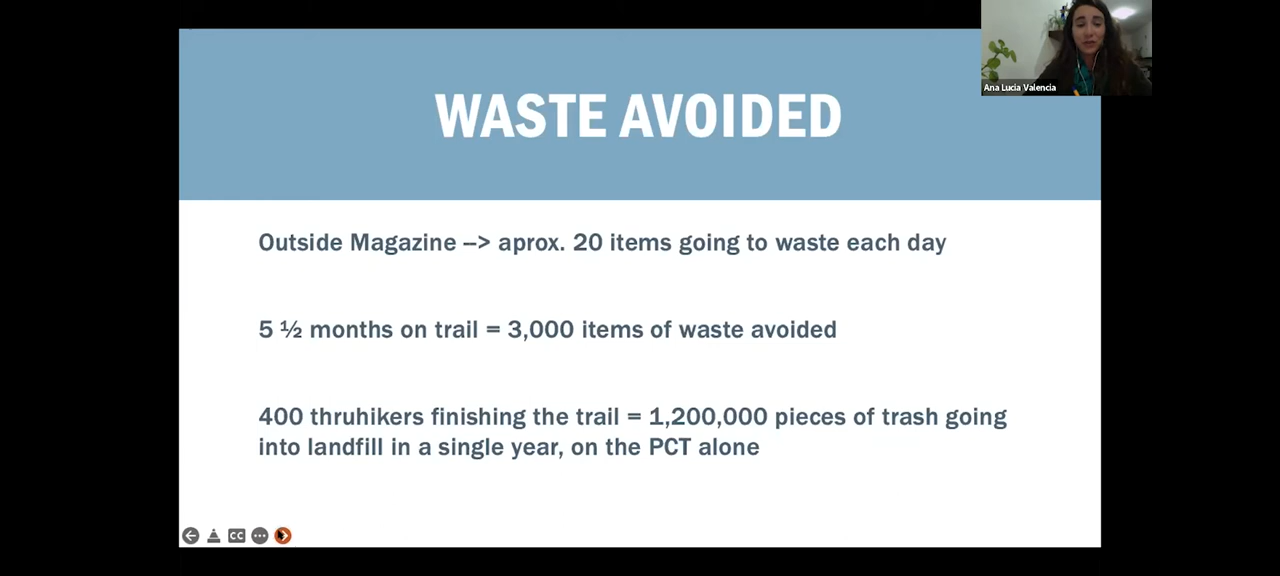 Ana Lucia Valencia
WASTE AVOIDED
Outside Magazine --> aprox. 20 items going to waste each day
5 ½ months on trail = 3,000 items of waste avoided
400 thruhikers finishing the trail = 1,200,000 pieces of trash going
into landfill in a single year, on the PCT alone
CC